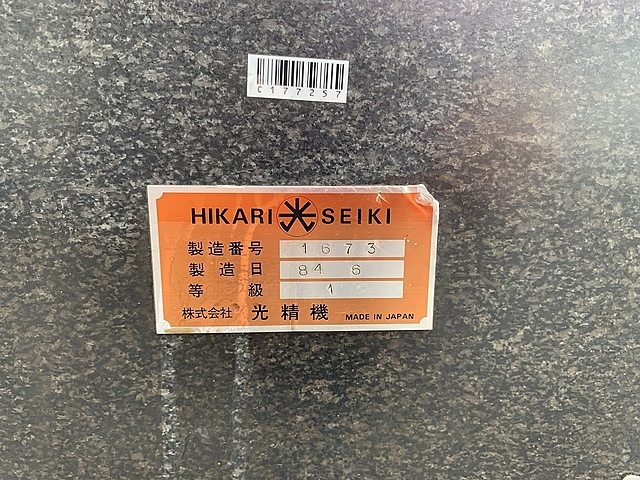 C177257
HIKARI 光 SEIKI
製造番号 1673
製造日 84 6
等級 1
株式会社 光精機 MADE IN JAPAN